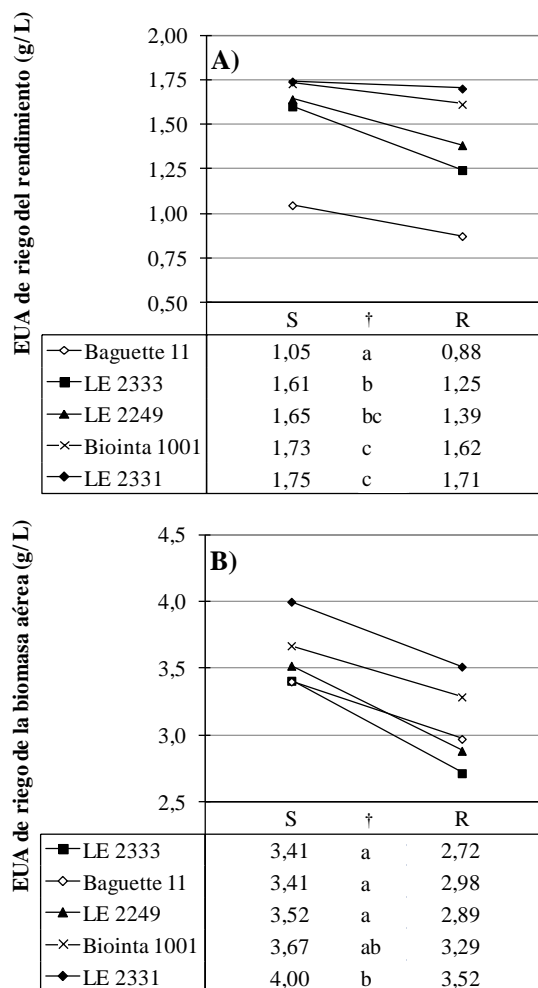 EUA de riego del rendimiento (g/L)
A)
2,00
1,75
1,50
1,25
1,00
0,75
0,50
S † R
Baguette 11 1,05 a 0,88
LE 2333 1,61 b 1,25
LE 2249 1,65 bc 1,39
Biointa 1001 1,73 c 1,62
LE 2331 1,75 c 1,71
EUA de riego de la biomasa aérea (g/L)
B)
4,5
4,0
3,5
3,0
2,5
S † R
LE 2333 3,41 a 2,72
Baguette 11 3,41 a 2,98
LE 2249 3,52 a 2,89
Biointa 1001 3,67 ab 3,29
LE 2331 4,00 b 3,52